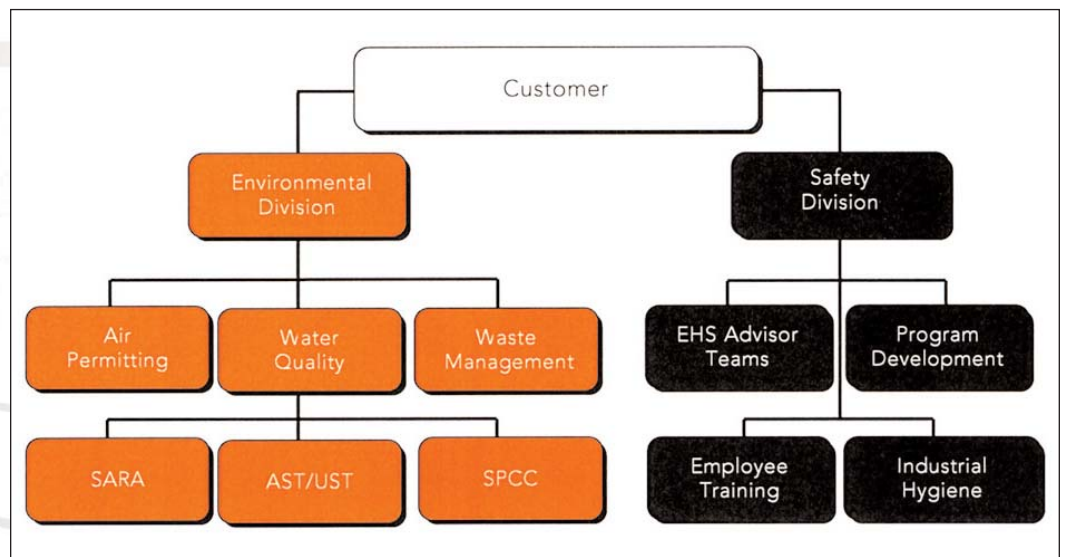 Customer
Environmental
Division
Safety
Division
Air
Permitting
Water
Quality
Waste
Management
EHS Advisor
Teams
Program
Development
SARA
AST/UST
SPCC
Employee
Training
Industrial
Hygiene